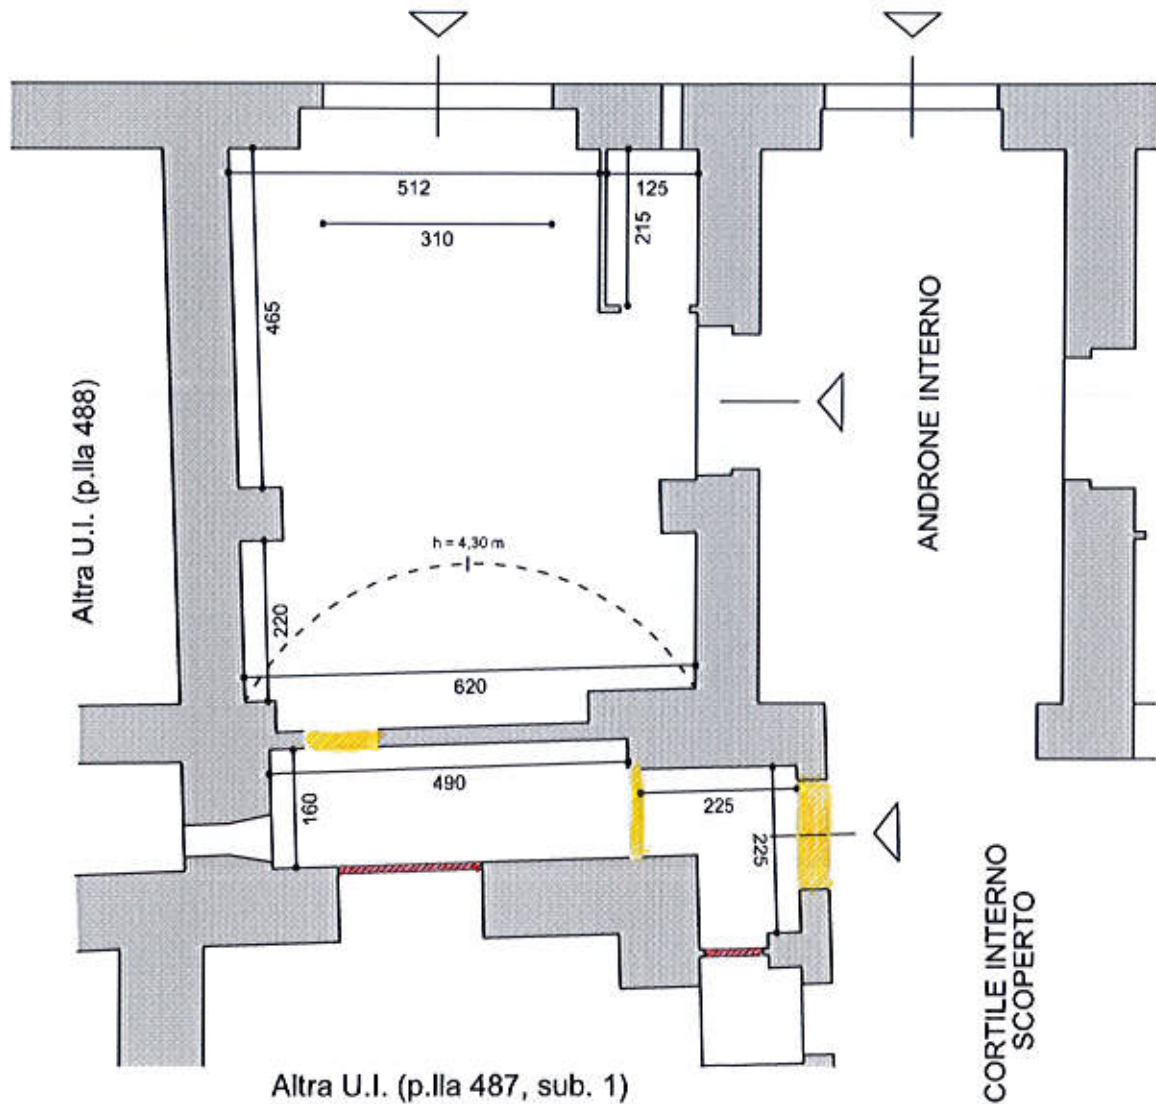 512
125
310
215
465
ANDRONE INTERNO
Altra U.I. (p.lla 488)
h = 4,30 m
220
620
490
160
225
225
CORTILE INTERNO
SCOPERTO
Altra U.I. (p.lla 487, sub. 1)